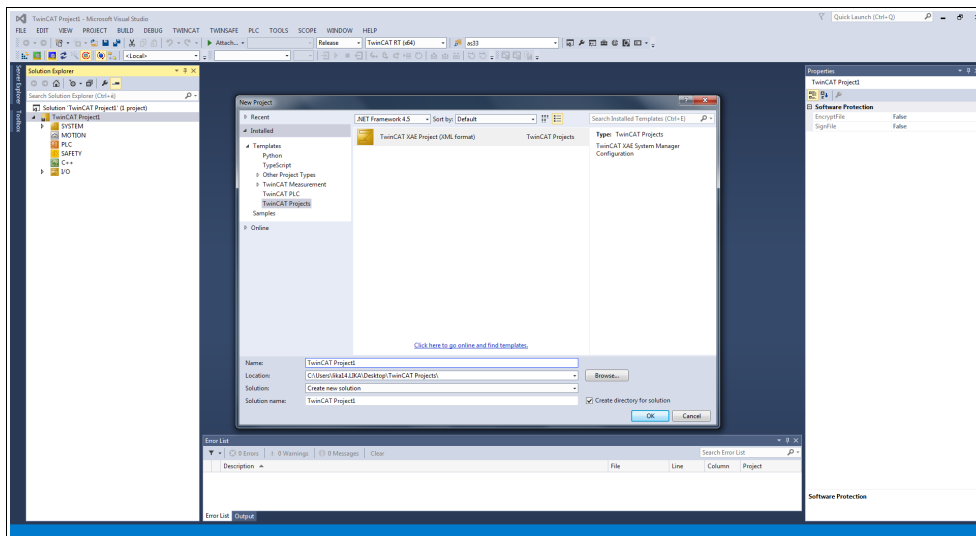 TwinCAT Project1 - Microsoft Visual Studio
Quick Launch (Ctrl+Q)
FILE EDIT VIEW PROJECT BUILD DEBUG TWINCAT TWINSAFE PLC TOOLS SCOPE WINDOW HELP
Attach...
Release
TwinCAT RT (x64)
as33
<Local>
Server Explorer
Toolbox
Solution Explorer
Search Solution Explorer (Ctrl+è)
Solution 'TwinCAT Project1' (1 project)
TwinCAT Project1
SYSTEM
MOTION
PLC
SAFETY
C++
I/O
New Project
Recent
Installed
Templates
Python
TypeScript
Other Project Types
TwinCAT Measurement
TwinCAT PLC
TwinCAT Projects
Samples
Online
.NET Framework 4.5
Sort by: Default
Search Installed Templates (Ctrl+E)
TwinCAT XAE Project (XML format)
TwinCAT Projects
Type: TwinCAT Projects
TwinCAT XAE System Manager
Configuration
Click here to go online and find templates.
Name:
TwinCAT Project1
Location:
C:\Users\lika14.LIKA\Desktop\TwinCAT Projects\
Browse...
Solution:
Create new solution
Solution name:
TwinCAT Project1
Create directory for solution
OK
Cancel
Error List
0 Errors
0 Warnings
0 Messages
Clear
Search Error List
Description
File
Line
Column
Project
Error List
Output
Properties
TwinCAT Project1
Software Protection
EncryptFile False
SignFile False
Software Protection